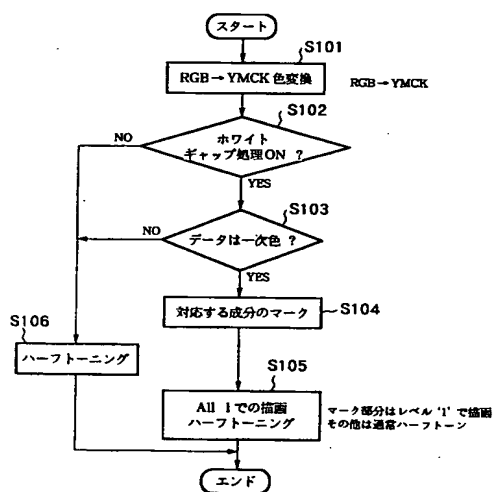 スタート
S101
RGB→YMCK 色変換
RGB→YMCK
S102
ホワイト
ギャップ処理ON ?
NO
YES
S103
データは一次色 ?
NO
YES
対応する成分のマーク
S104
S106
ハーフトーニング
S105
All 1での描画
ハーフトーニング
マーク部分はレベル '1' で描画
その他は通常ハーフトーン
エンド